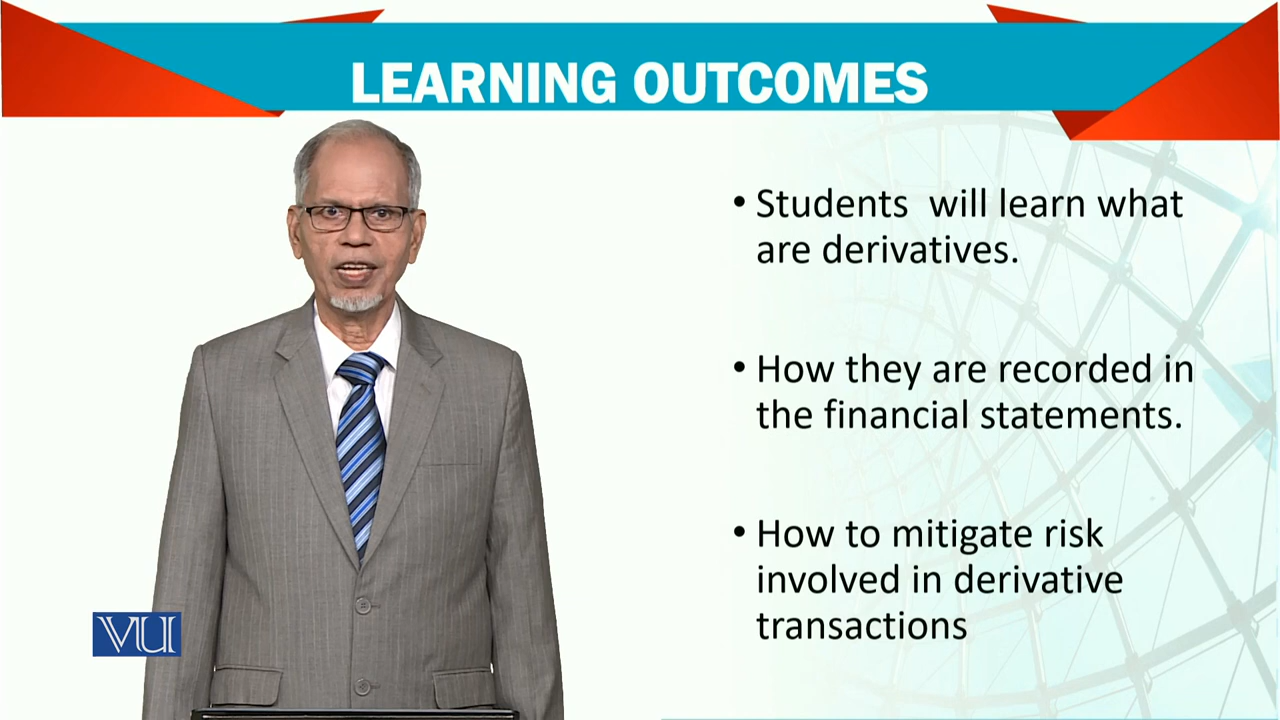 LEARNING OUTCOMES
• Students  will learn what
are derivatives.
• How they are recorded in
the financial statements.
• How to mitigate risk
involved in derivative
transactions
VU